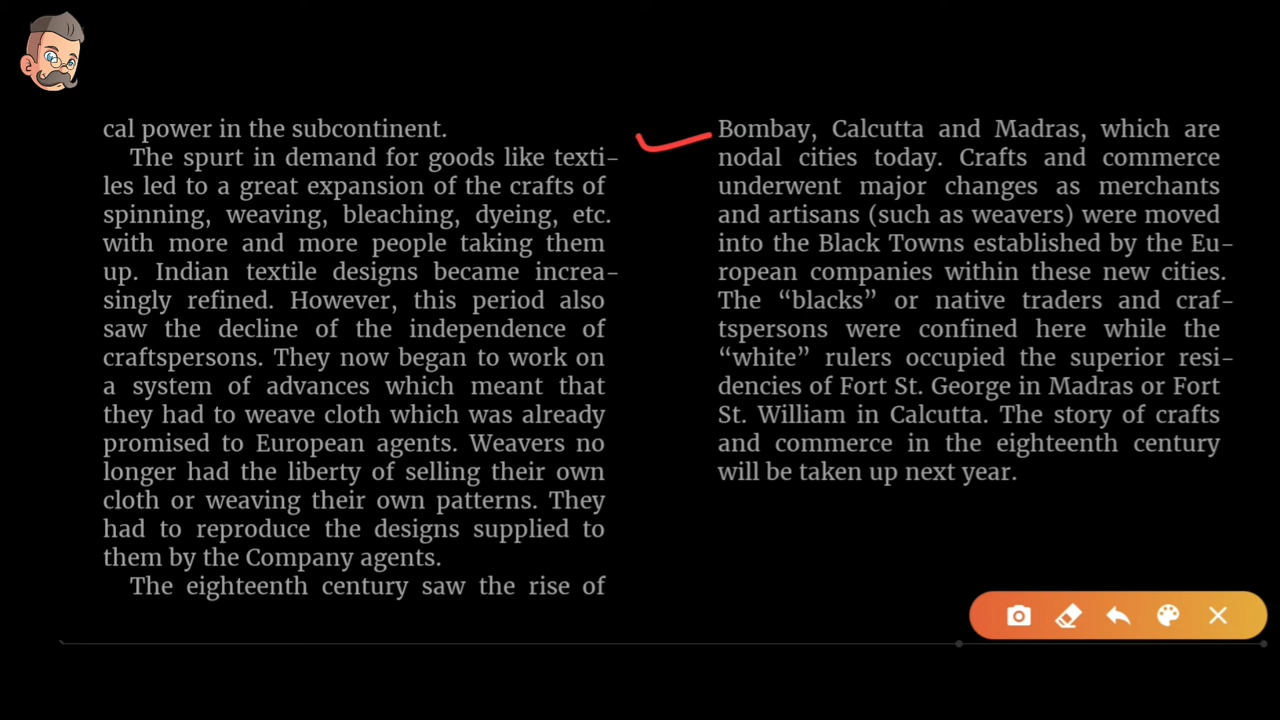 cal power in the subcontinent.
The spurt in demand for goods like texti-
les led to a great expansion of the crafts of
spinning, weaving, bleaching, dyeing, etc.
with more and more people taking them
up. Indian textile designs became increa-
singly refined. However, this period also
saw the decline of the independence of
craftspersons. They now began to work on
a system of advances which meant that
they had to weave cloth which was already
promised to European agents. Weavers no
longer had the liberty of selling their own
cloth or weaving their own patterns. They
had to reproduce the designs supplied to
them by the Company agents.
The eighteenth century saw the rise of
Bombay, Calcutta and Madras, which are
nodal cities today. Crafts and commerce
underwent major changes as merchants
and artisans (such as weavers) were moved
into the Black Towns established by the Eu-
ropean companies within these new cities.
The “blacks” or native traders and craf-
tspersons were confined here while the
“white” rulers occupied the superior resi-
dencies of Fort St. George in Madras or Fort
St. William in Calcutta. The story of crafts
and commerce in the eighteenth century
will be taken up next year.